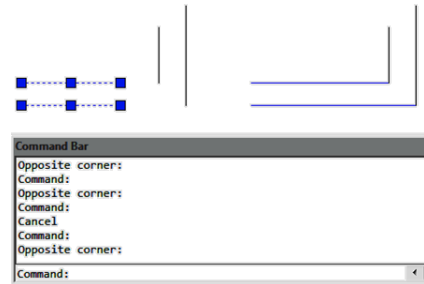 Command Bar
Opposite corner:
Command:
Opposite corner:
Command:
Cancel
Command:
Opposite corner:
Command: